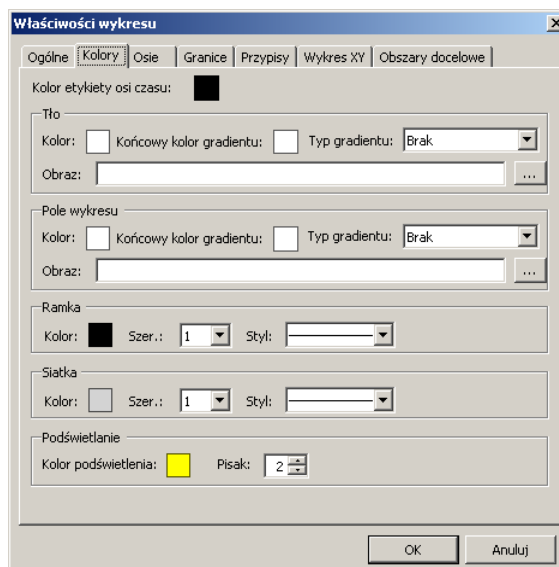 Właściwości wykresu
Ogólne Kolory Osie Granice Przypisy Wykres XY Obszary docelowe
Kolor etykiety osi czasu:
Tło
Kolor: Końcowy kolor gradientu: Typ gradientu: Brak
Obraz: ...
Pole wykresu
Kolor: Końcowy kolor gradientu: Typ gradientu: Brak
Obraz: ...
Ramka
Kolor: Szer.: 1 Styl:
Siatka
Kolor: Szer.: 1 Styl:
Podświetlanie
Kolor podświetlenia: Pisak: 2
OK Anuluj